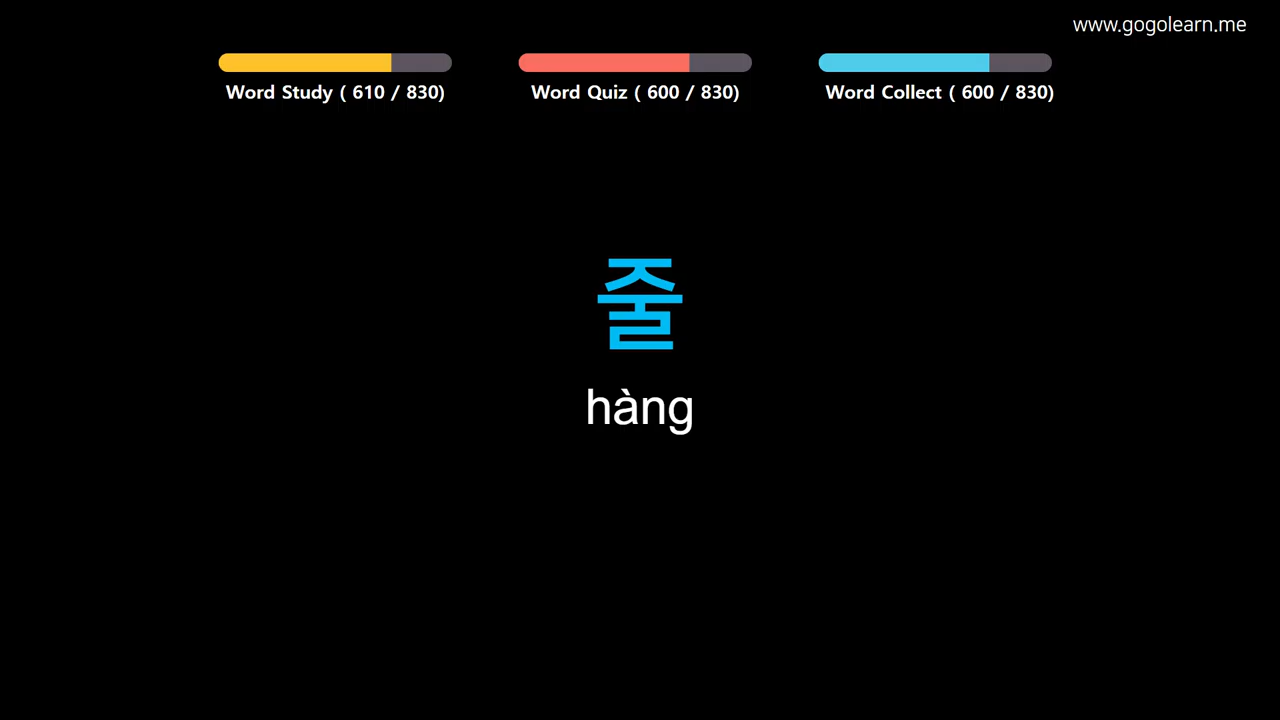 www.gogolearn.me
Word Study ( 610 / 830)
Word Quiz ( 600 / 830)
Word Collect ( 600 / 830)
줄
hàng